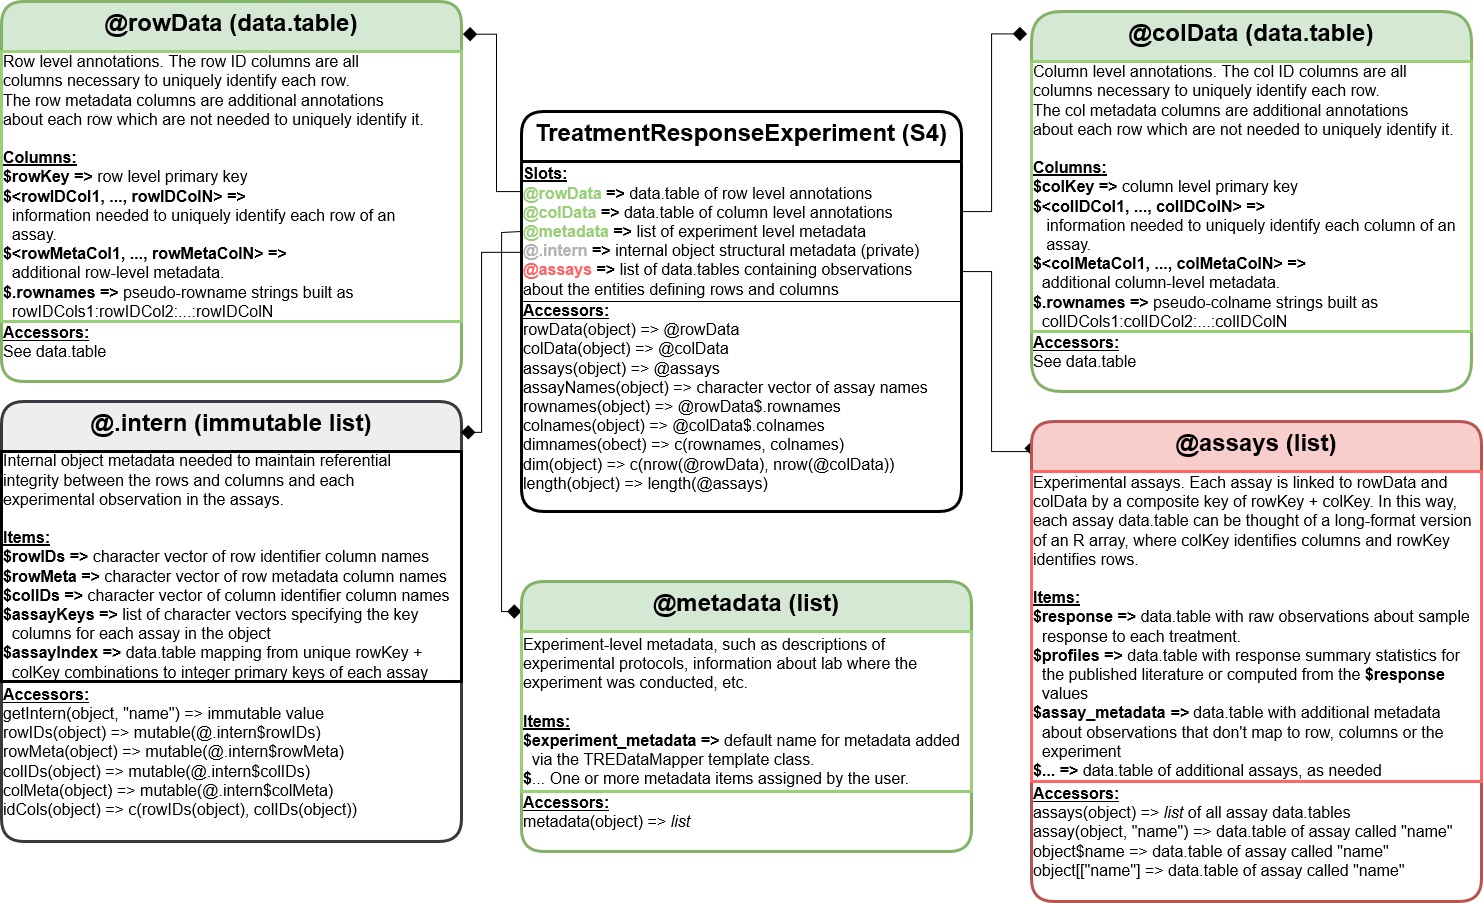 @rowData (data.table)
Row level annotations. The row ID columns are all
columns necessary to uniquely identify each row.
The row metadata columns are additional annotations
about each row which are not needed to uniquely identify it.
Columns:
$rowKey => row level primary key
$<rowIDCol1, ..., rowIDColN> =>
information needed to uniquely identify each row of an
assay.
$<rowMetaCol1, ..., rowMetaColN> =>
additional row-level metadata.
$.rownames => pseudo-rowname strings built as
rowIDCols1:rowIDCol2:...:rowIDColN
Accessors:
See data.table
@.intern (immutable list)
Internal object metadata needed to maintain referential
integrity between the rows and columns and each
experimental observation in the assays.
Items:
$rowIDs => character vector of row identifier column names
$rowMeta => character vector of row metadata column names
$colIDs => character vector of column identifier column names
$assayKeys => list of character vectors specifying the key
columns for each assay in the object
$assayIndex => data.table mapping from unique rowKey +
colKey combinations to integer primary keys of each assay
Accessors:
getIntern(object, "name") => immutable value
rowIDs(object) => mutable(@.intern$rowIDs)
rowMeta(object) => mutable(@.intern$rowMeta)
colIDs(object) => mutable(@.intern$colIDs)
colMeta(object) => mutable(@.intern$colMeta)
idCols(object) => c(rowIDs(object), colIDs(object))
TreatmentResponseExperiment (S4)
Slots:
@rowData => data.table of row level annotations
@colData => data.table of column level annotations
@metadata => list of experiment level metadata
@.intern => internal object structural metadata (private)
@assays => list of data.tables containing observations
about the entities defining rows and columns
Accessors:
rowData(object) => @rowData
colData(object) => @colData
assays(object) => @assays
assayNames(object) => character vector of assay names
rownames(object) => @rowData$.rownames
colnames(object) => @colData$.colnames
dimnames(obect) => c(rownames, colnames)
dim(object) => c(nrow(@rowData), nrow(@colData))
length(object) => length(@assays)
@metadata (list)
Experiment-level metadata, such as descriptions of
experimental protocols, information about lab where the
experiment was conducted, etc.
Items:
$experiment_metadata => default name for metadata added
via the TREDataMapper template class.
$... One or more metadata items assigned by the user.
Accessors:
metadata(object) => list
@colData (data.table)
Column level annotations. The col ID columns are all
columns necessary to uniquely identify each row.
The col metadata columns are additional annotations
about each row which are not needed to uniquely identify it.
Columns:
$colKey => column level primary key
$<colIDCol1, ..., colIDColN> =>
information needed to uniquely identify each column of an
assay.
$<colMetaCol1, ..., colMetaColN> =>
additional column-level metadata.
$.rownames => pseudo-colname strings built as
colIDCols1:colIDCol2:...:colIDColN
Accessors:
See data.table
@assays (list)
Experimental assays. Each assay is linked to rowData and
colData by a composite key of rowKey + colKey. In this way,
each assay data.table can be thought of a long-format version
of an R array, where colKey identifies columns and rowKey
identifies rows.
Items:
$response => data.table with raw observations about sample
response to each treatment.
$profiles => data.table with response summary statistics for
the published literature or computed from the $response
values
$assay_metadata => data.table with additional metadata
about observations that don't map to row, columns or the
experiment
$... => data.table of additional assays, as needed
Accessors:
assays(object) => list of all assay data.tables
assay(object, "name") => data.table of assay called "name"
object$name => data.table of assay called "name"
object[["name"] => data.table of assay called "name"